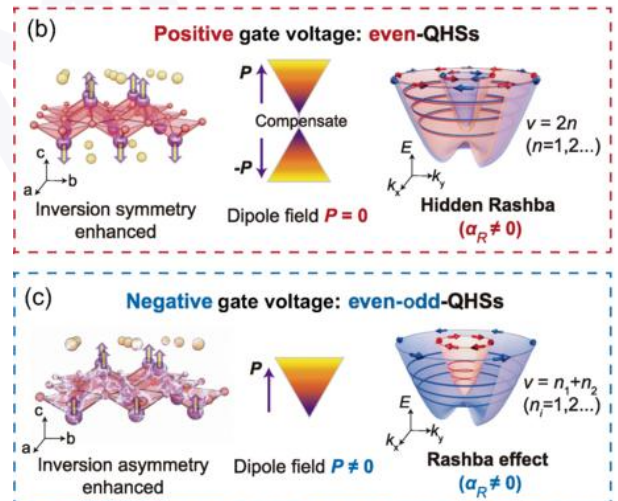 (b)
Positive gate voltage: even-QHSs
P
Compensate
-P
c
a
b
Inversion symmetry
enhanced
Dipole field P = 0
E
kx
ky
ν = 2n
(n=1,2...)
Hidden Rashba
(αR ≠ 0)
(c)
Negative gate voltage: even-odd-QHSs
P
c
a
b
Inversion asymmetry
enhanced
Dipole field P ≠ 0
E
kx
ky
ν = n1+n2
(ni=1,2...)
Rashba effect
(αR ≠ 0)